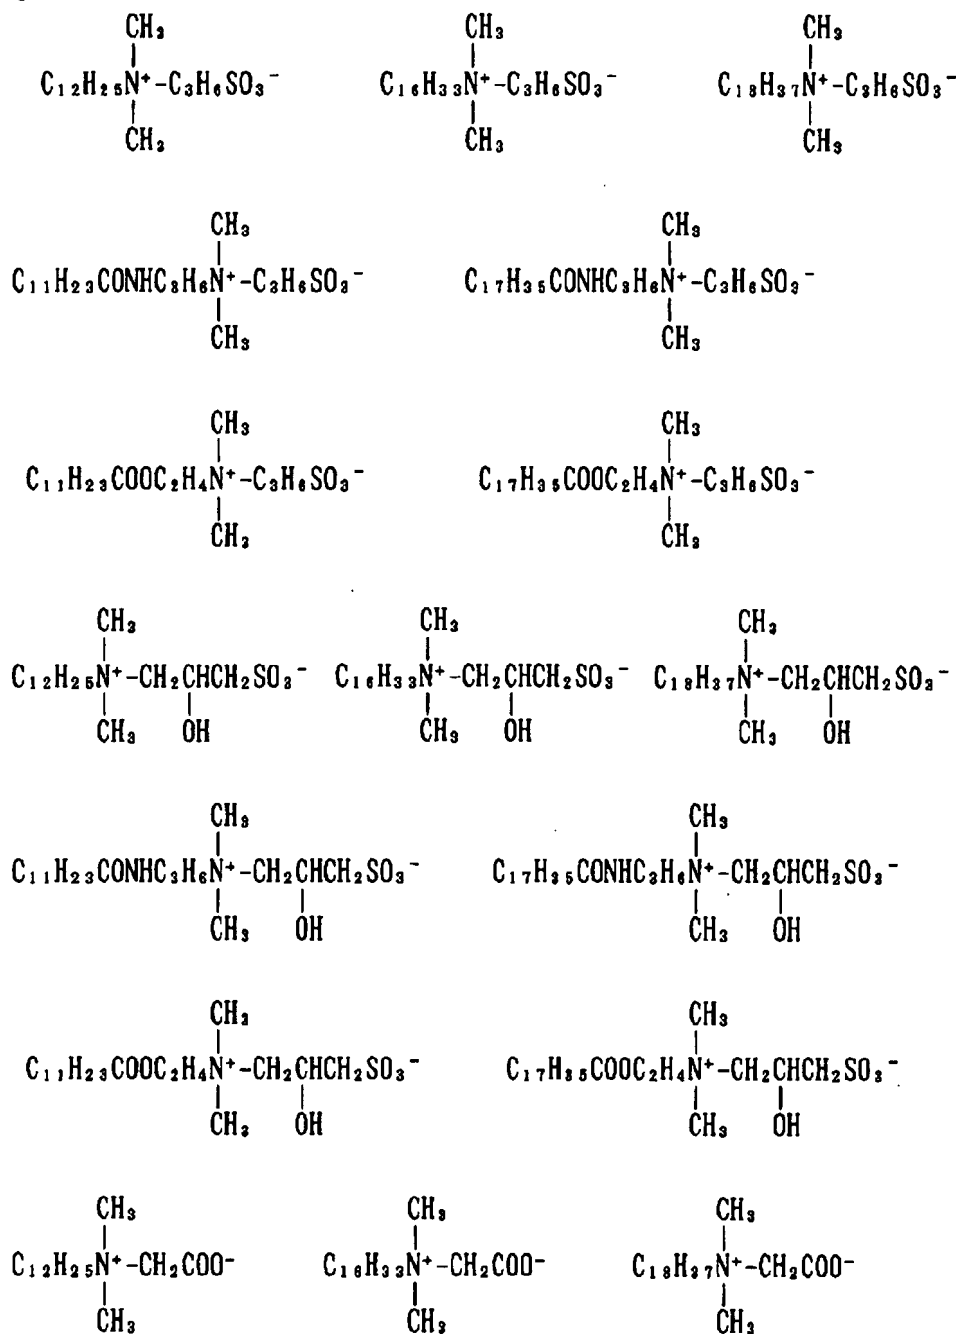 CH₃ CH₃ CH₃
C₁₂H₂₅N⁺-C₃H₆SO₃⁻ C₁₆H₃₃N⁺-C₃H₆SO₃⁻ C₁₈H₃₇N⁺-C₃H₆SO₃⁻
CH₃ CH₃ CH₃
CH₃ CH₃
C₁₁H₂₃CONHC₃H₆N⁺-C₃H₆SO₃⁻ C₁₇H₃₅CONHC₃H₆N⁺-C₃H₆SO₃⁻
CH₃ CH₃
CH₃ CH₃
C₁₁H₂₃COOC₂H₄N⁺-C₃H₆SO₃⁻ C₁₇H₃₅COOC₂H₄N⁺-C₃H₆SO₃⁻
CH₃ CH₃
CH₃ CH₃ CH₃
C₁₂H₂₅N⁺-CH₂CHCH₂SO₃⁻ C₁₆H₃₃N⁺-CH₂CHCH₂SO₃⁻ C₁₈H₃₇N⁺-CH₂CHCH₂SO₃⁻
CH₃ OH CH₃ OH CH₃ OH
CH₃ CH₃
C₁₁H₂₃CONHC₃H₆N⁺-CH₂CHCH₂SO₃⁻ C₁₇H₃₅CONHC₃H₆N⁺-CH₂CHCH₂SO₃⁻
CH₃ OH CH₃ OH
CH₃ CH₃
C₁₁H₂₃COOC₂H₄N⁺-CH₂CHCH₂SO₃⁻ C₁₇H₃₅COOC₂H₄N⁺-CH₂CHCH₂SO₃⁻
CH₃ OH CH₃ OH
CH₃ CH₃ CH₃
C₁₂H₂₅N⁺-CH₂COO⁻ C₁₆H₃₃N⁺-CH₂COO⁻ C₁₈H₃₇N⁺-CH₂COO⁻
CH₃ CH₃ CH₃